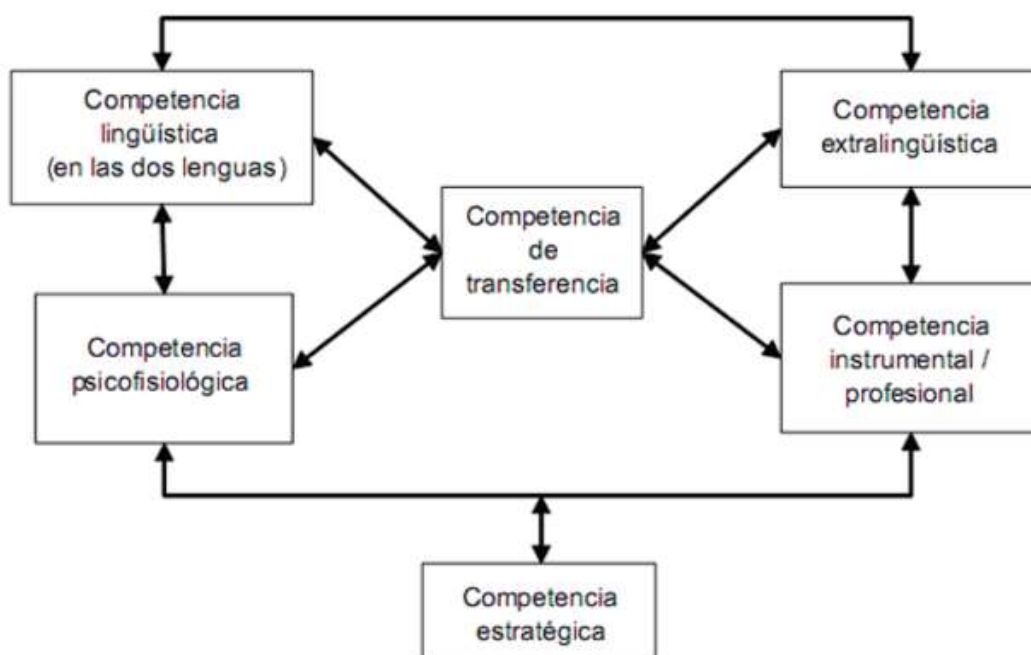 Competencia
lingüística
(en las dos lenguas)
Competencia
extralingüística
Competencia
de
transferencia
Competencia
psicofisiológica
Competencia
instrumental /
profesional
Competencia
estratégica